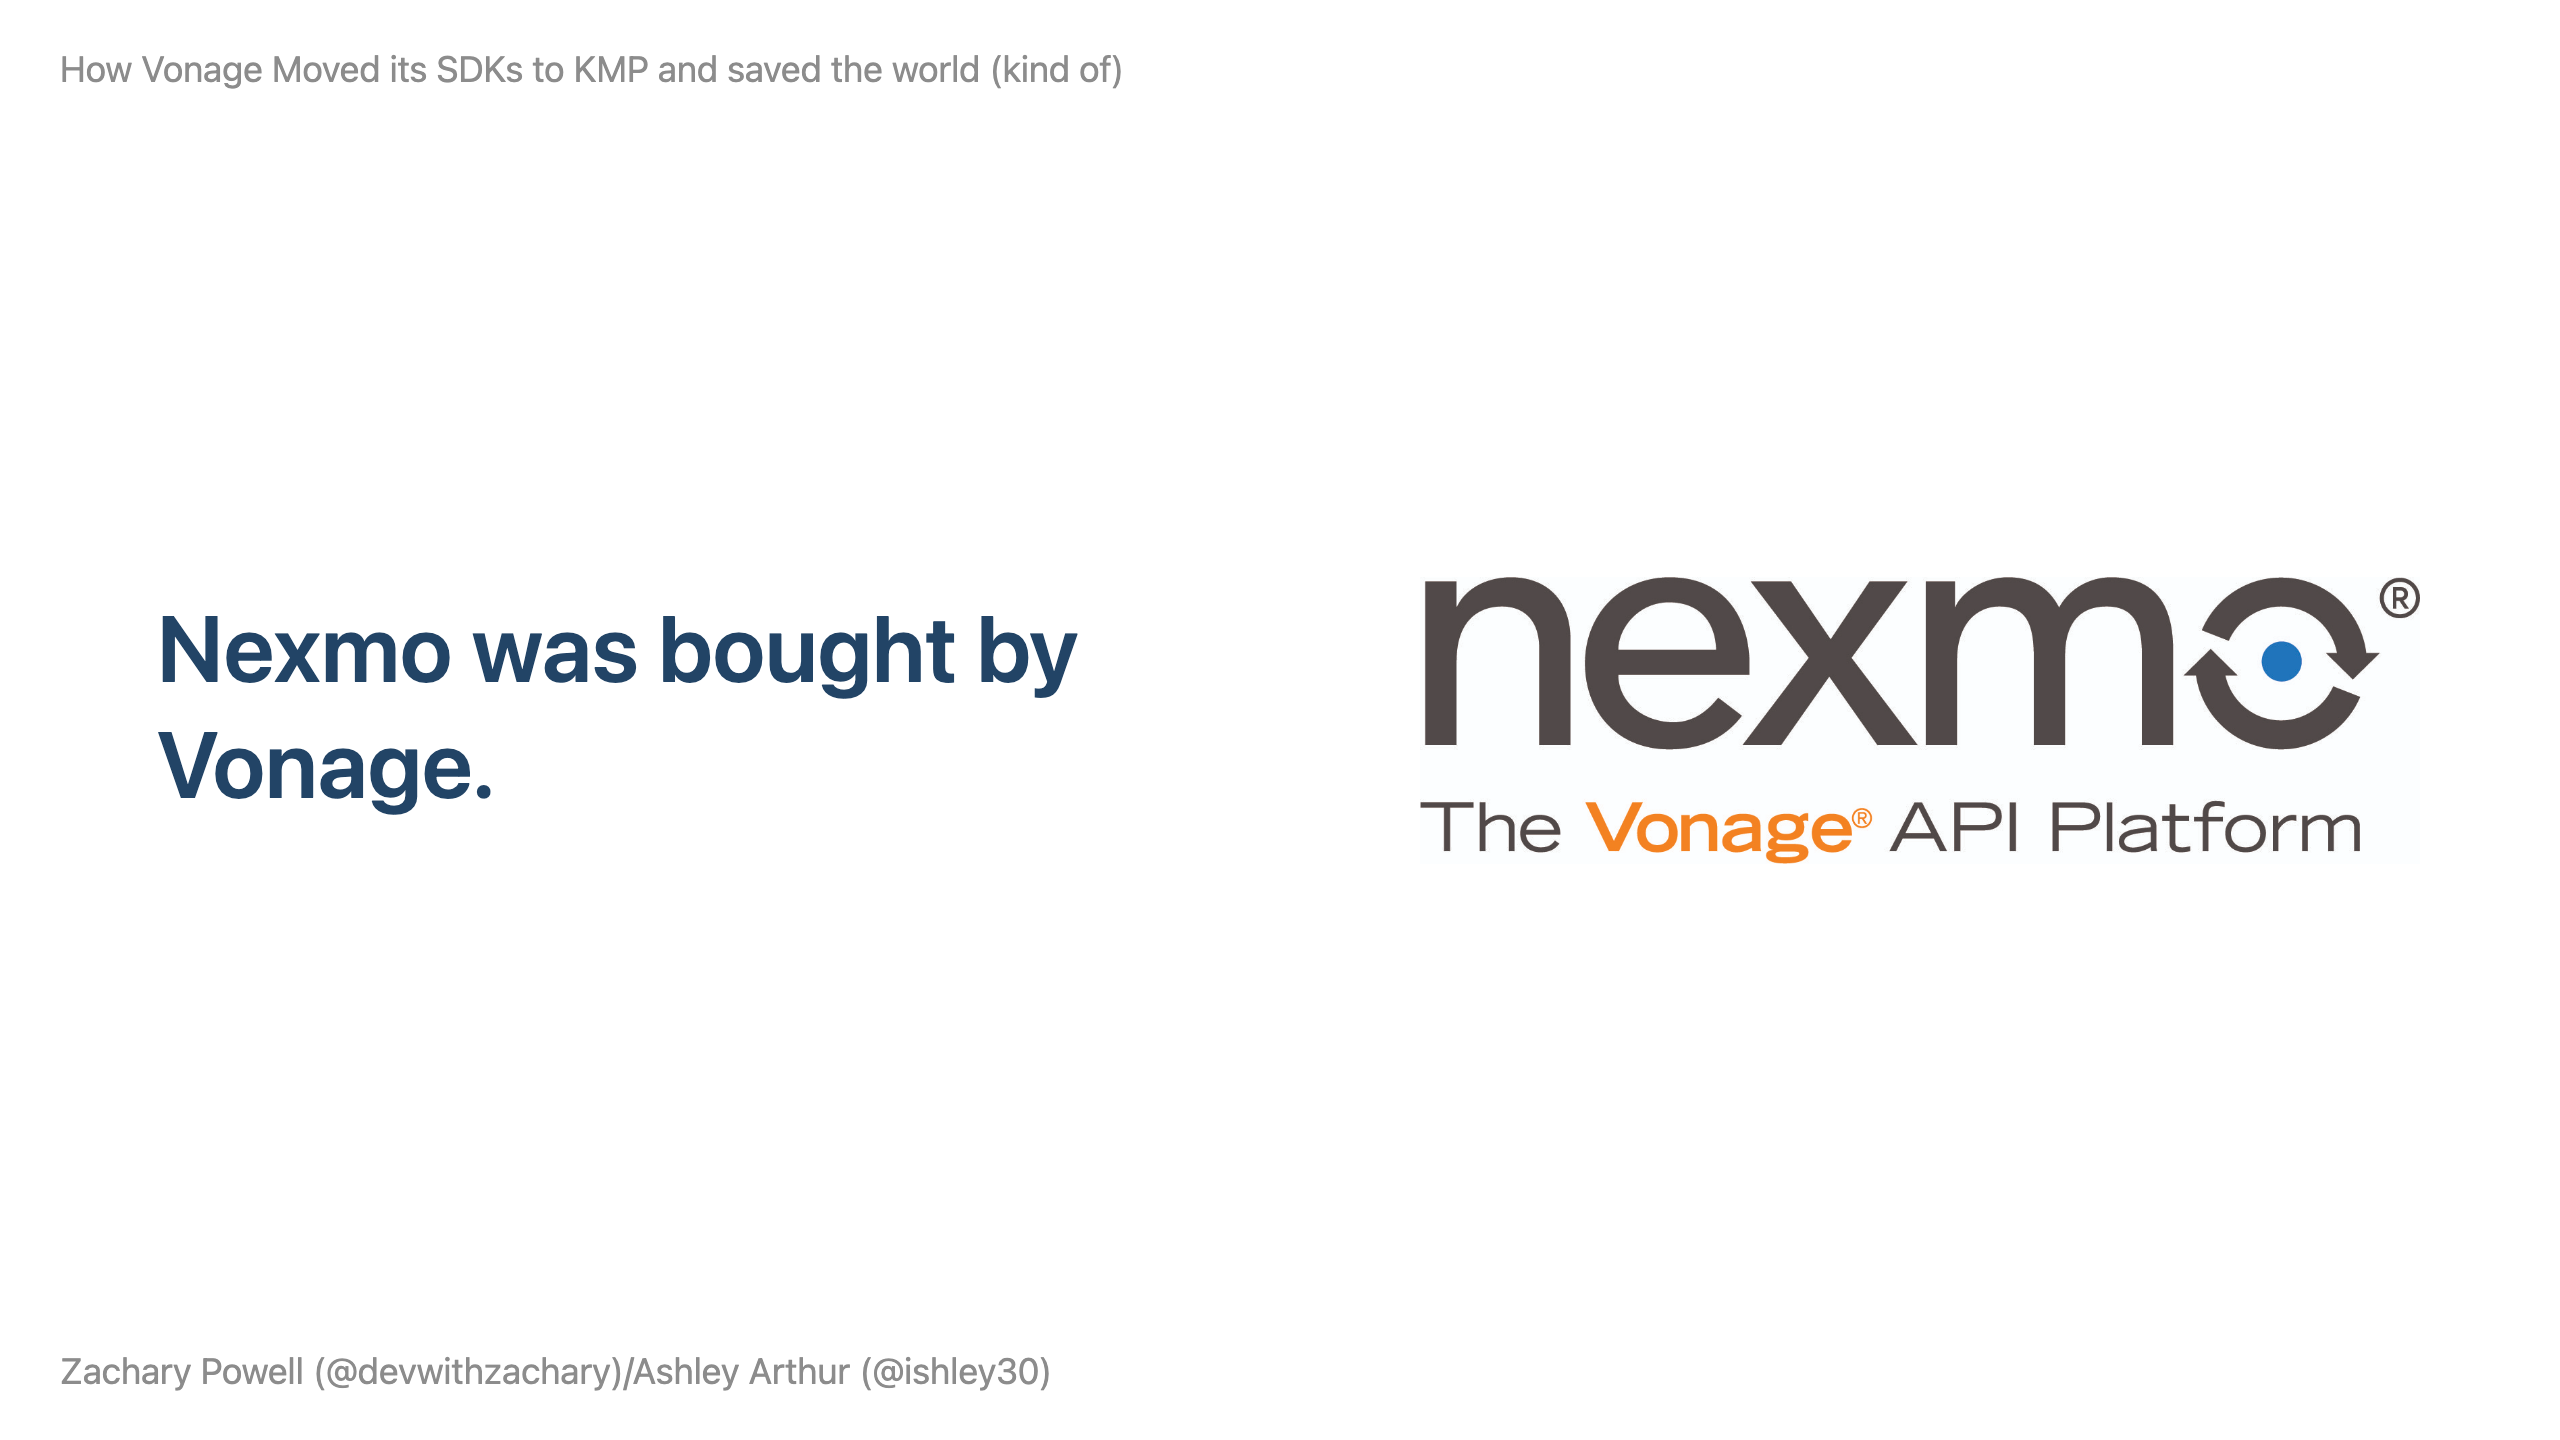 How Vonage Moved its SDKs to KMP and saved the world (kind of)
Nexmo was bought by
Vonage.
nexmo®
The Vonage® API Platform
Zachary Powell (@devwithzachary)/Ashley Arthur (@ishley30)